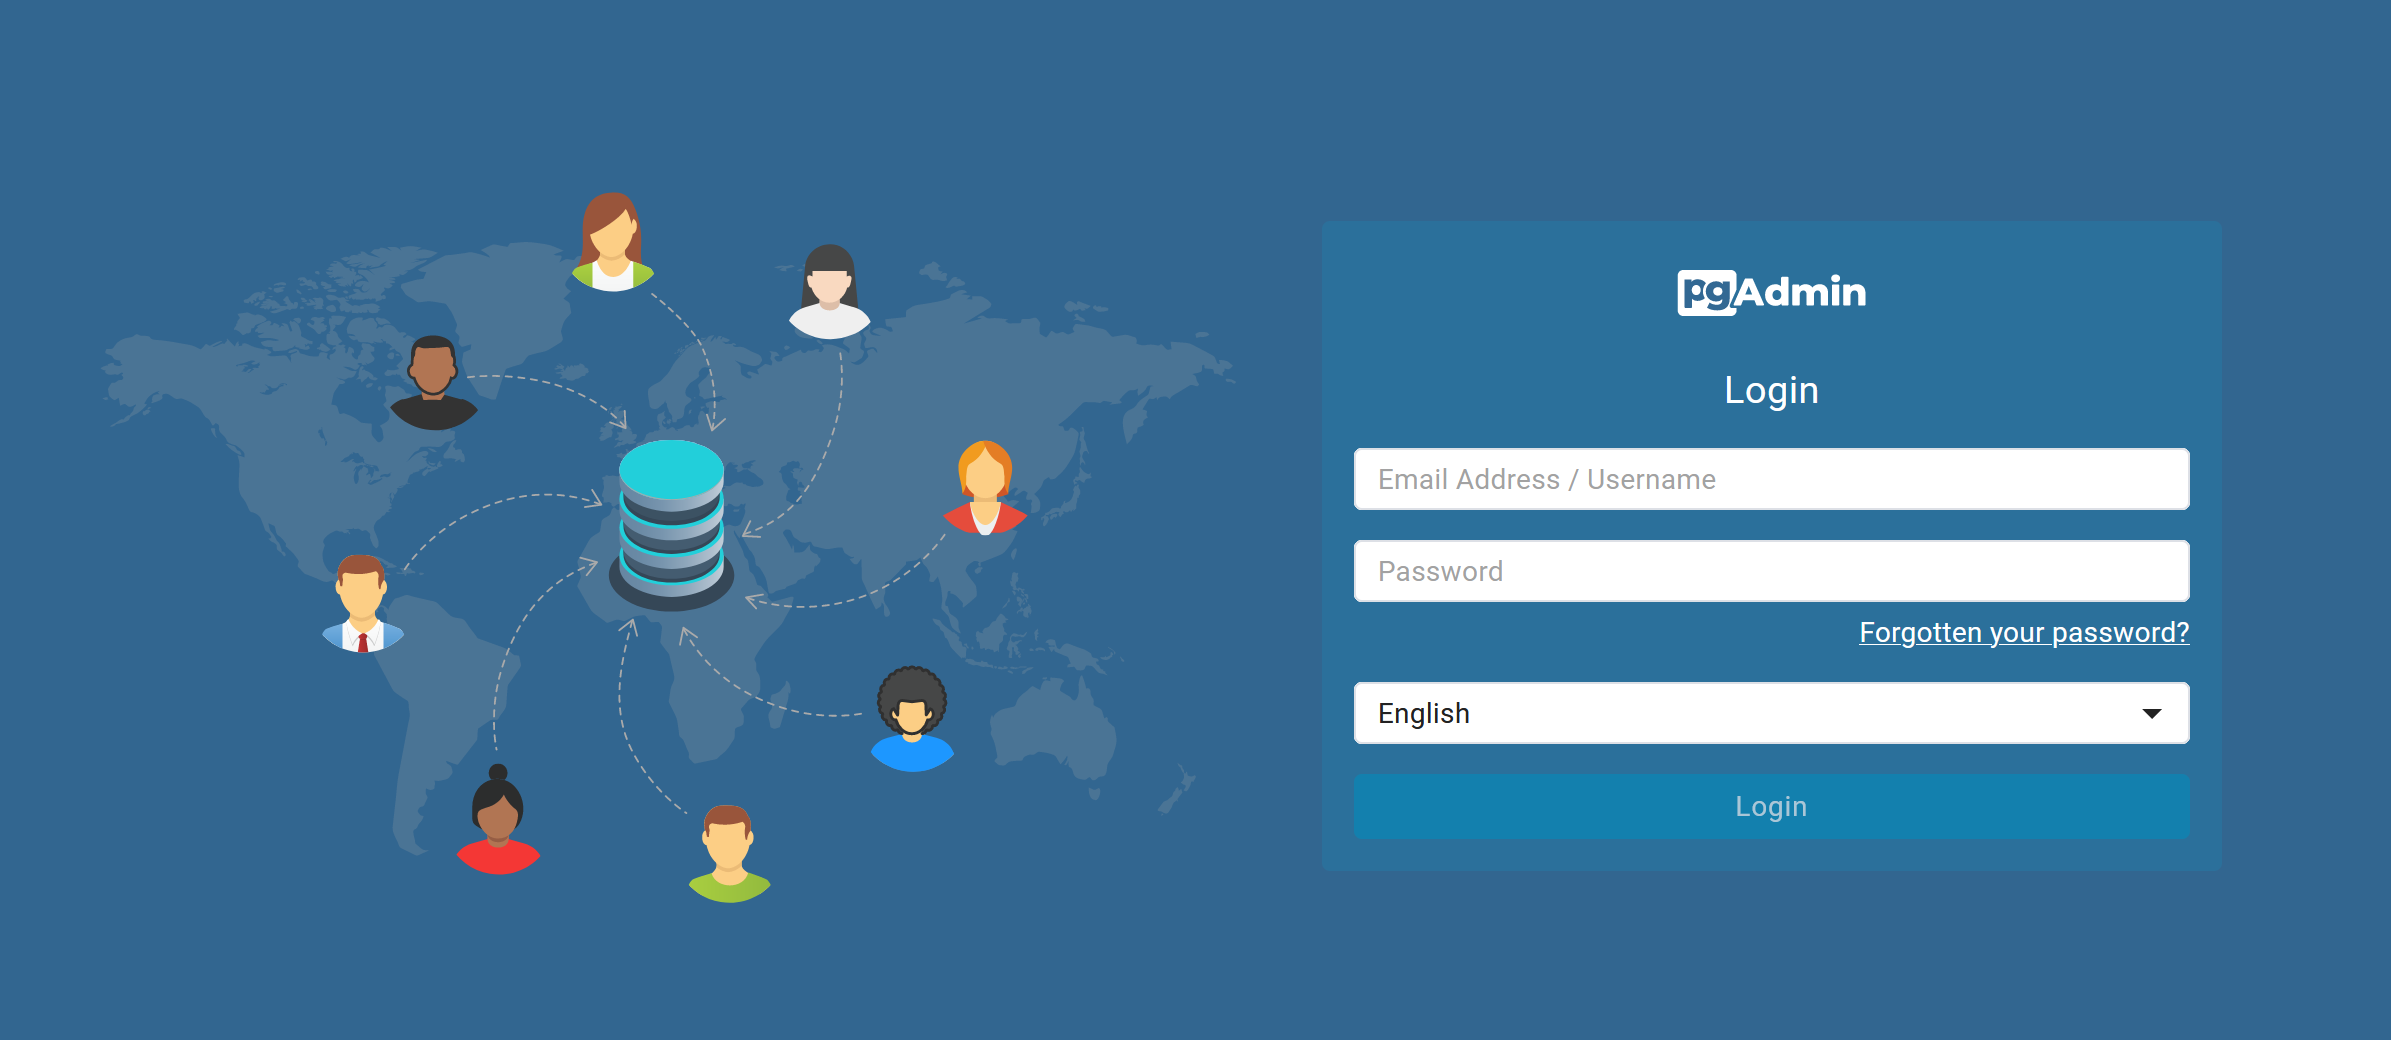 pgAdmin
Login
Email Address / Username
Password
Forgotten your password?
English
Login